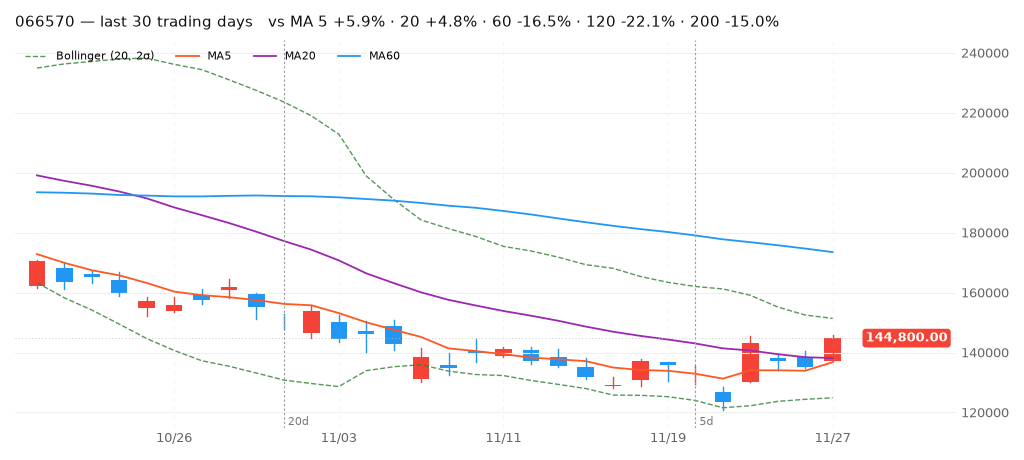 066570 — last 30 trading days vs MA 5 +5.9% · 20 +4.8% · 60 -16.5% · 120 -22.1% · 200 -15.0%
Bollinger (20, 2σ) MA5 MA20 MA60
240000
220000
200000
180000
160000
144,800.00
140000
120000
20d 5d
10/26 11/03 11/11 11/19 11/27